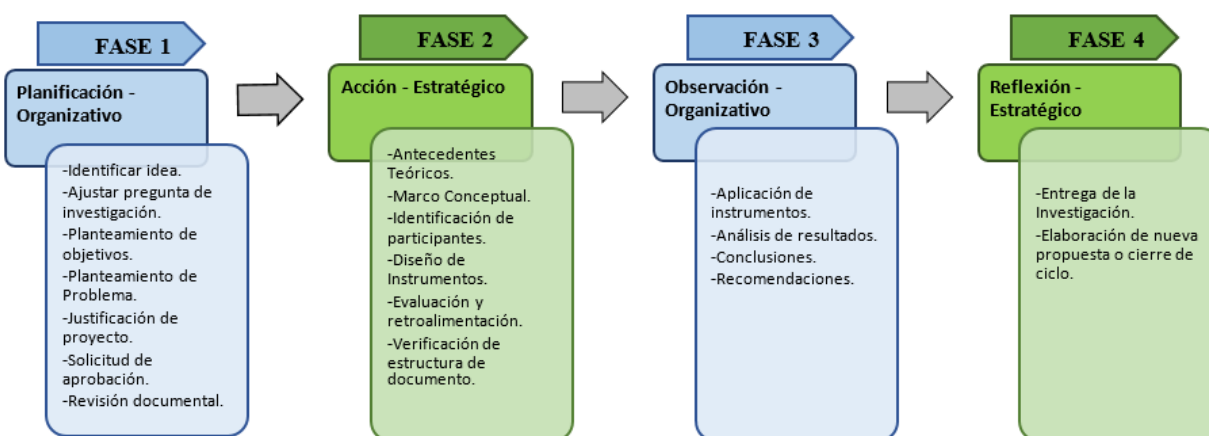 FASE 1
Planificación -
Organizativo
-Identificar idea.
-Ajustar pregunta de
investigación.
-Planteamiento de
objetivos.
-Planteamiento de
Problema.
-Justificación de
proyecto.
-Solicitud de
aprobación.
-Revisión documental.
FASE 2
Acción - Estratégico
-Antecedentes
Teóricos.
-Marco Conceptual.
-Identificación de
participantes.
-Diseño de
Instrumentos.
-Evaluación y
retroalimentación.
-Verificación de
estructura de
documento.
FASE 3
Observación -
Organizativo
-Aplicación de
instrumentos.
-Análisis de resultados.
-Conclusiones.
-Recomendaciones.
FASE 4
Reflexión -
Estratégico
-Entrega de la
Investigación.
-Elaboración de nueva
propuesta o cierre de
ciclo.